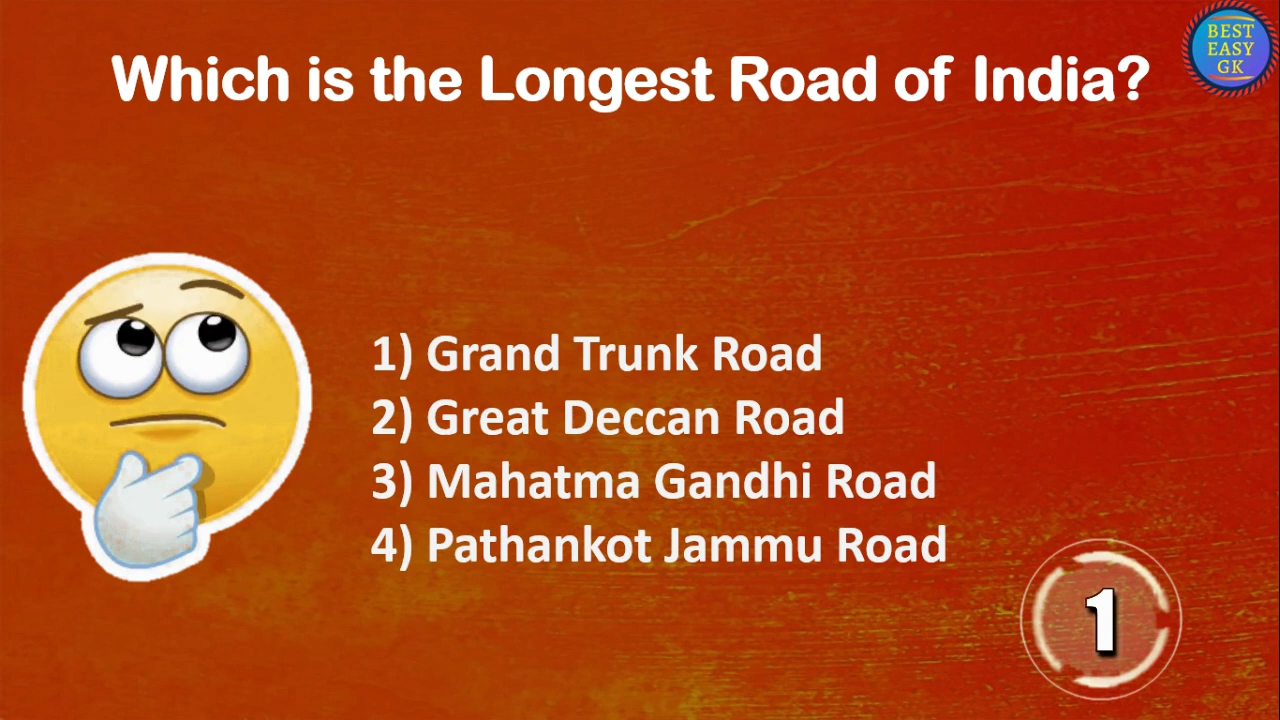 Which is the Longest Road of India?
BEST
EASY
GK
1) Grand Trunk Road
2) Great Deccan Road
3) Mahatma Gandhi Road
4) Pathankot Jammu Road
1